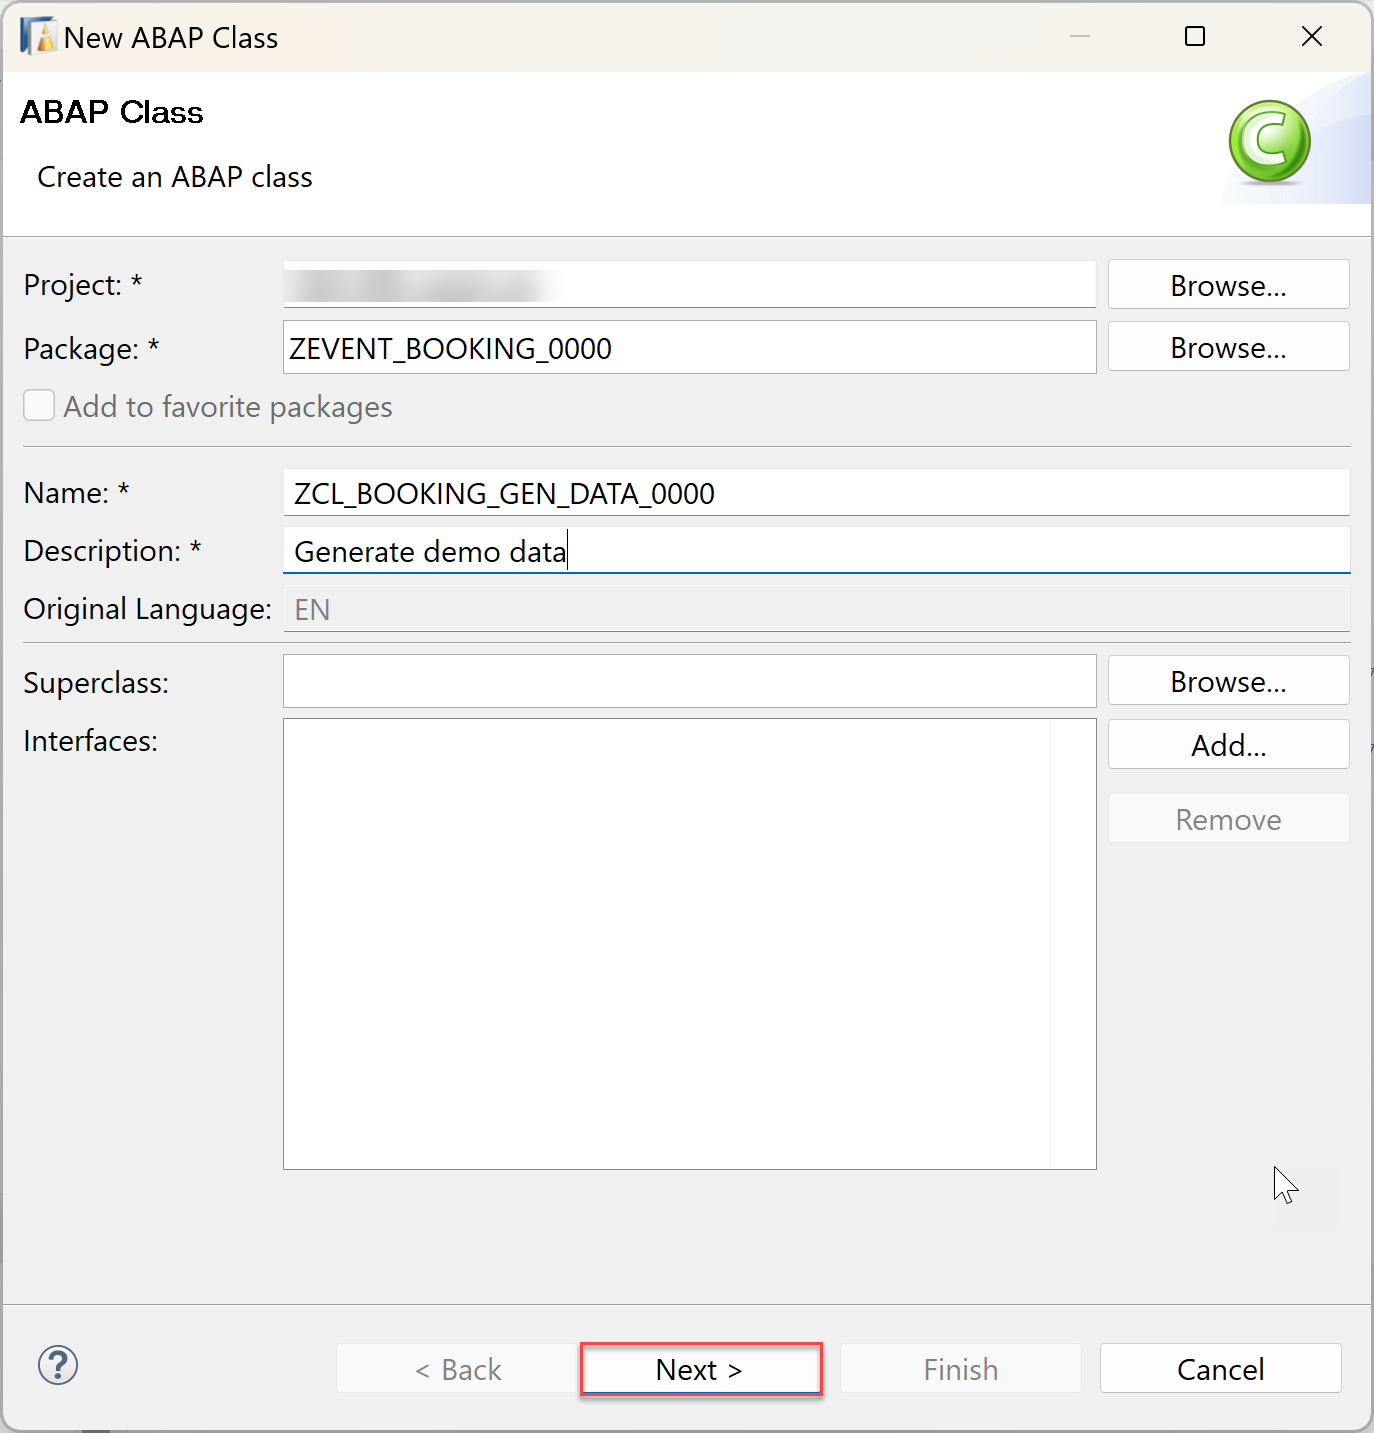 New ABAP Class
ABAP Class
Create an ABAP class
Project: *
Browse...
Package: *
ZEVENT_BOOKING_0000
Browse...
Add to favorite packages
Name: *
ZCL_BOOKING_GEN_DATA_0000
Description: *
Generate demo data
Original Language:
EN
Superclass:
Browse...
Interfaces:
Add...
Remove
?
< Back
Next >
Finish
Cancel